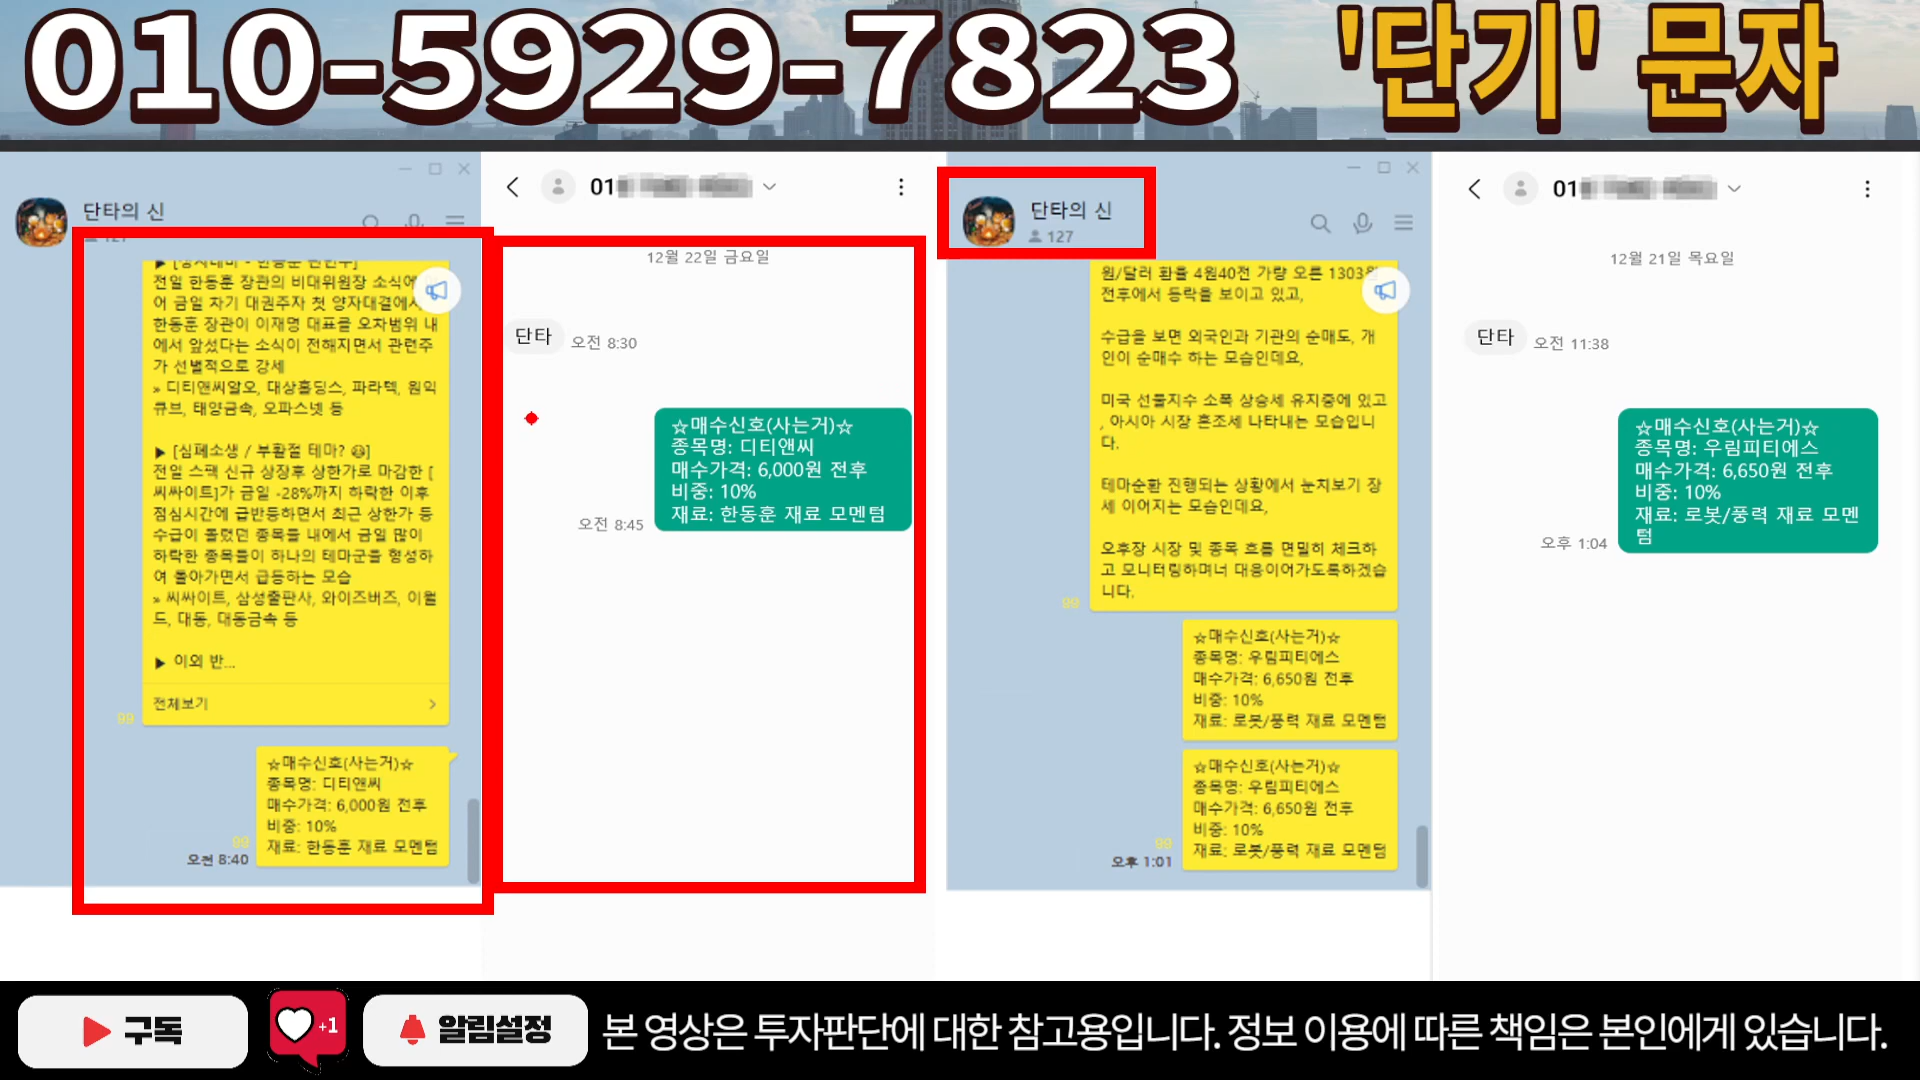 010-5929-7823 '단기' 문자
단타의 신
127
전일 한동훈 장관의 비대위원장 소식에
어 금일 차기 대권주자 첫 양자대결에서
한동훈 장관이 이재명 대표를 오차범위 내
에서 앞섰다는 소식이 전해지면서 관련주
가 선별적으로 강세
» 디티앤씨알오, 대상홀딩스, 파라텍, 원익
큐브, 태양금속, 오파스넷 등
▶ [심폐소생 / 부활절 테마? 😅]
전일 스팩 신규 상장후 상한가로 마감한 [
씨싸이트]가 금일 -28%까지 하락한 이후
점심시간에 급반등하면서 최근 상한가 등
수급이 몰렸던 종목들 내에서 금일 많이
하락한 종목들이 하나의 테마군을 형성하
여 돌아가면서 급등하는 모습
» 씨싸이트, 삼성출판사, 와이즈버즈, 이월
드, 대동, 대동금속 등
▶ 이외 반...
전체보기
99
☆매수신호(사는거)☆
종목명: 디티앤씨
매수가격: 6,000원 전후
비중: 10%
재료: 한동훈 재료 모멘텀
99
오전 8:40
01
12월 22일 금요일
단타
오전 8:30
☆매수신호(사는거)☆
종목명: 디티앤씨
매수가격: 6,000원 전후
비중: 10%
재료: 한동훈 재료 모멘텀
오전 8:45
단타의 신
127
원/달러 환율 4원40전 가량 오른 1303원
전후에서 등락을 보이고 있고,
수급을 보면 외국인과 기관의 순매도, 개
인이 순매수 하는 모습인데요,
미국 선물지수 소폭 상승세 유지중에 있고
, 아시아 시장 혼조세 나타내는 모습입니
다.
테마순환 진행되는 상황에서 눈치보기 장
세 이어지는 모습인데요,
오후장 시장 및 종목 흐름 면밀히 체크하
고 모니터링하며너 대응이어가도록하겠습
니다.
99
☆매수신호(사는거)☆
종목명: 우림피티에스
매수가격: 6,650원 전후
비중: 10%
재료: 로봇/풍력 재료 모멘텀
☆매수신호(사는거)☆
종목명: 우림피티에스
매수가격: 6,650원 전후
비중: 10%
재료: 로봇/풍력 재료 모멘텀
99
오후 1:01
01
12월 21일 목요일
단타
오전 11:38
☆매수신호(사는거)☆
종목명: 우림피티에스
매수가격: 6,650원 전후
비중: 10%
재료: 로봇/풍력 재료 모멘
텀
오후 1:04
구독
+1
알림설정
본 영상은 투자판단에 대한 참고용입니다. 정보 이용에 따른 책임은 본인에게 있습니다.